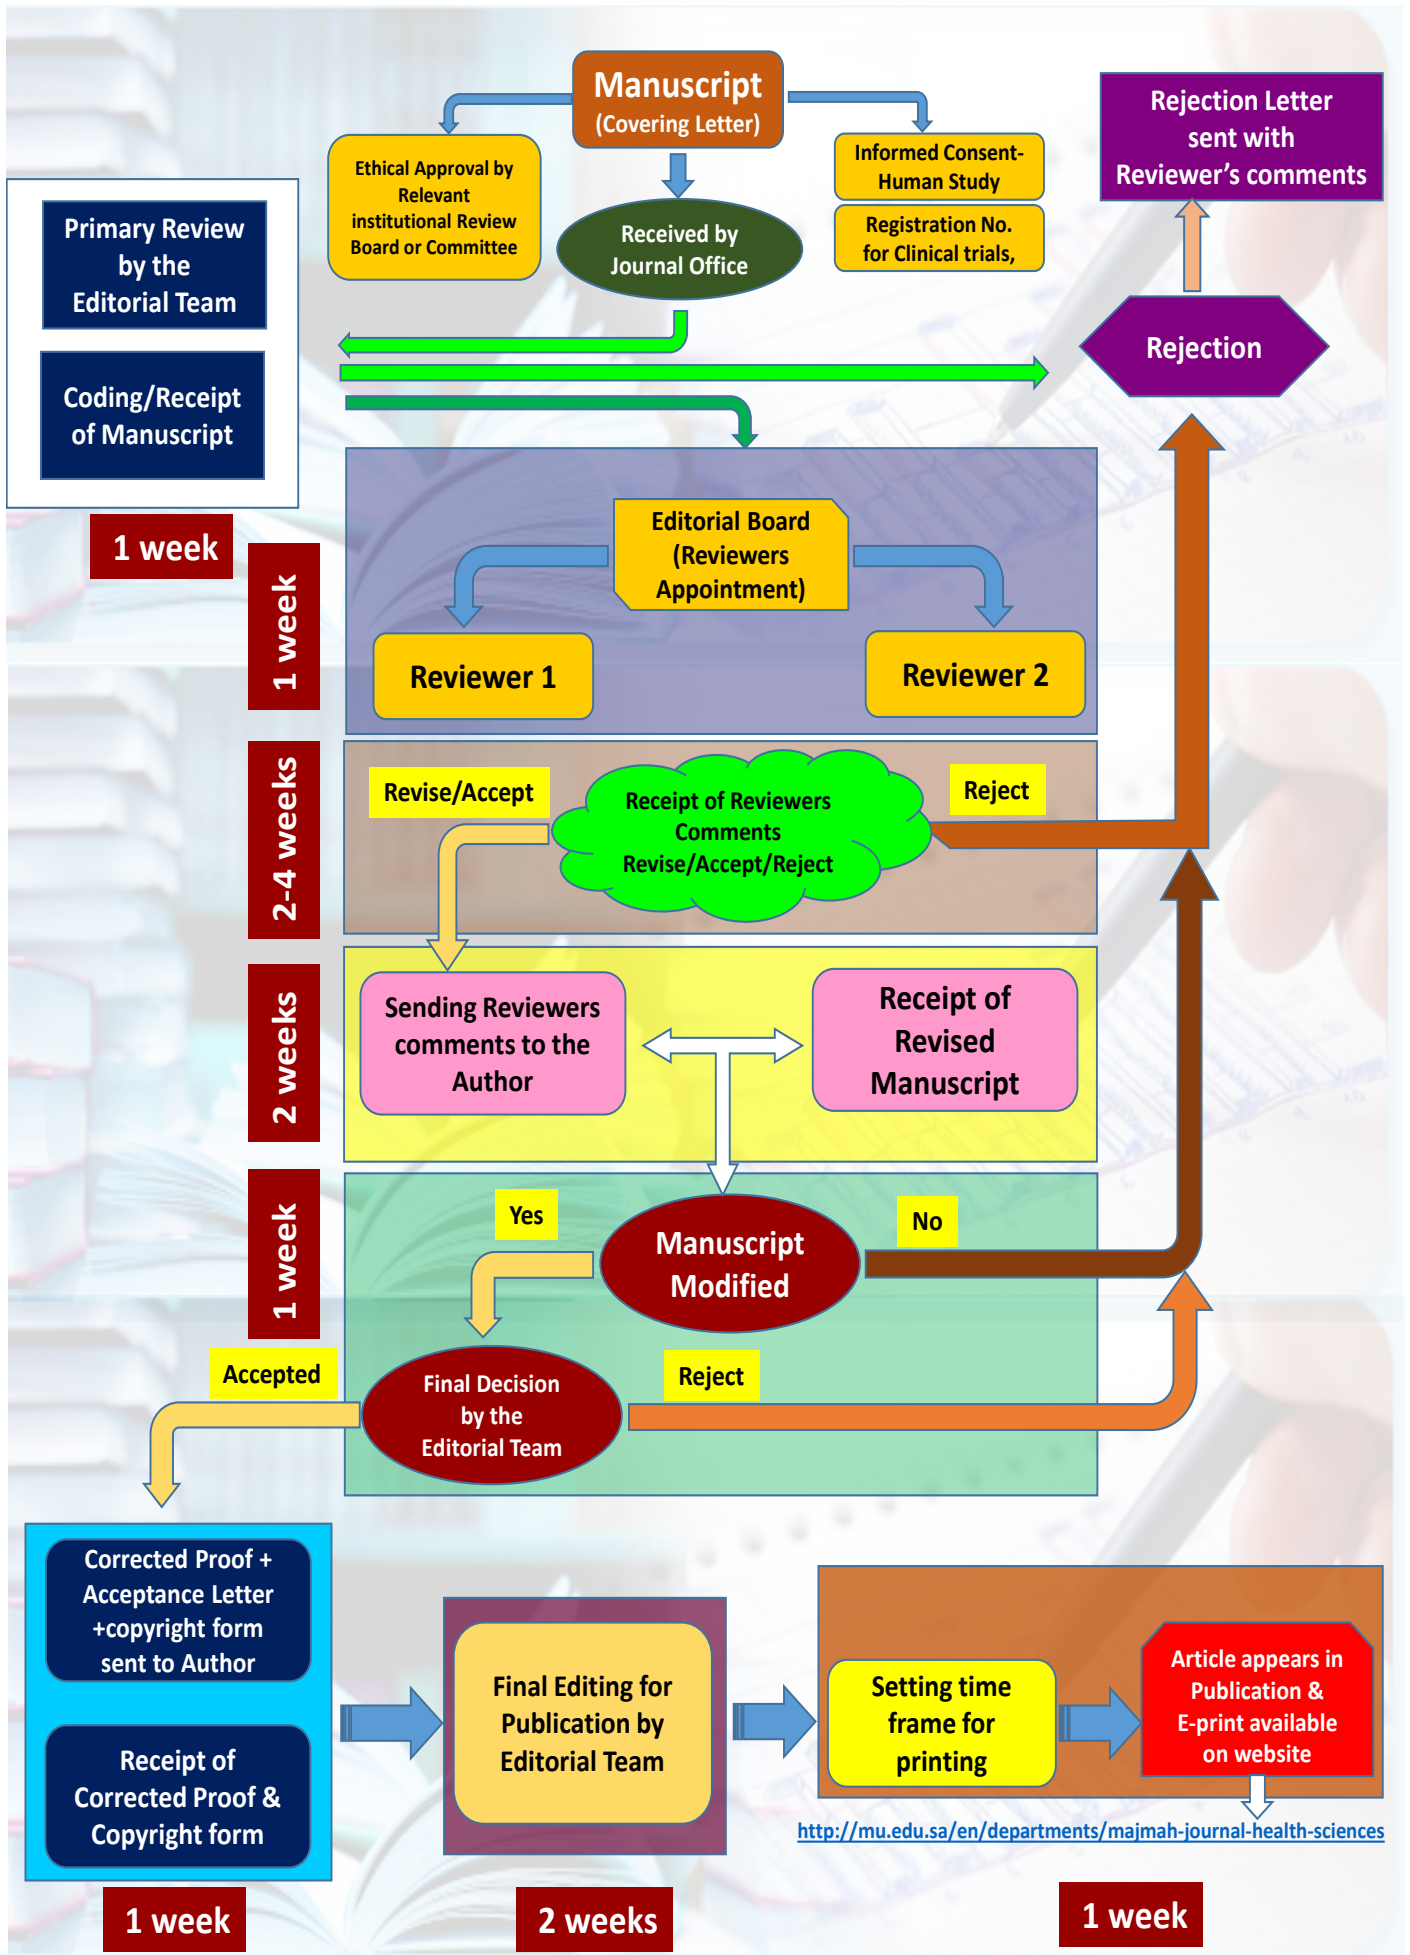 Manuscript
(Covering Letter)
Ethical Approval by
Relevant
institutional Review
Board or Committee
Informed Consent-
Human Study
Registration No.
for Clinical trials,
Received by
Journal Office
Rejection Letter
sent with
Reviewer's comments
Rejection
Primary Review
by the
Editorial Team
Coding/Receipt
of Manuscript
1 week
1 week
Editorial Board
(Reviewers
Appointment)
Reviewer 1
Reviewer 2
2-4 weeks
Revise/Accept
Receipt of Reviewers
Comments
Revise/Accept/Reject
Reject
2 weeks
Sending Reviewers
comments to the
Author
Receipt of
Revised
Manuscript
1 week
Yes
Manuscript
Modified
No
Accepted
Final Decision
by the
Editorial Team
Reject
Corrected Proof +
Acceptance Letter
+copyright form
sent to Author
Receipt of
Corrected Proof &
Copyright form
1 week
Final Editing for
Publication by
Editorial Team
2 weeks
Setting time
frame for
printing
Article appears in
Publication &
E-print available
on website
http://mu.edu.sa/en/departments/majmah-journal-health-sciences
1 week